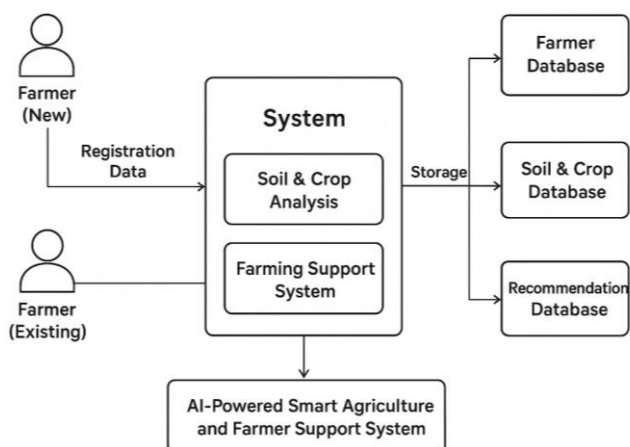 Farmer
(New)
Registration
Data
Farmer
(Existing)
System
Soil & Crop
Analysis
Farming Support
System
Storage
Farmer
Database
Soil & Crop
Database
Recommendation
Database
AI-Powered Smart Agriculture
and Farmer Support System